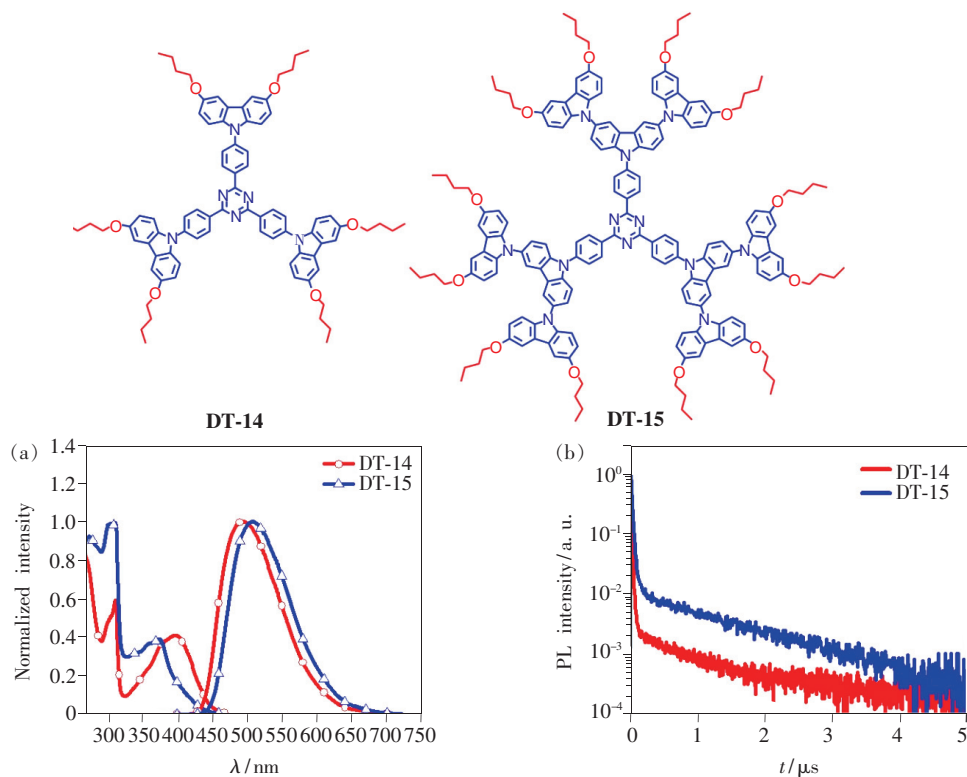 O O
N
N N
N
N N
O O
O O
O O
O O
N N
N
N N
N
O O
N N
N N
O O
N N
O O
O O
DT-14 DT-15
(a)
DT-14
DT-15
1.4
1.2
1.0
0.8
0.6
0.4
0.2
0
Normalized intensity
300 350 400 450 500 550 600 650 700 750
λ/nm
(b)
DT-14
DT-15
10⁰
10⁻¹
10⁻²
10⁻³
10⁻⁴
PL intensity/a. u.
0 1 2 3 4 5
t/μs